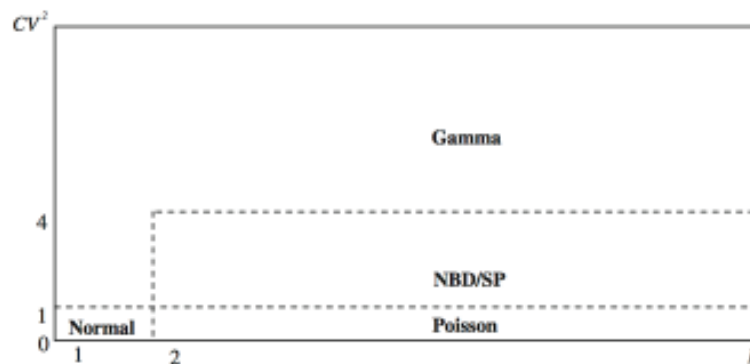 CV²
Gamma
4
NBD/SP
1
Normal
Poisson
0
1
2